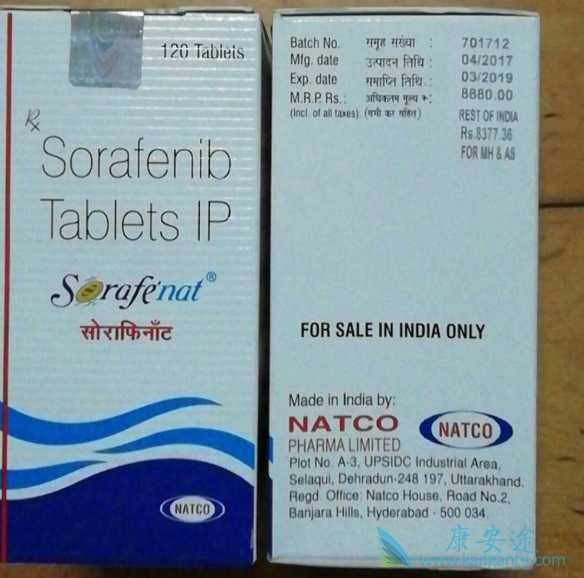 120 Tablets
Rx
Sorafenib
Tablets IP
Sorafenat®
सोराफिनॉट
NATCO
Batch No. समूह संख्या : 701712
Mfg. date उत्पादन तिथि : 04/2017
Exp. date समाप्ति तिथि : 03/2019
M.R.P. Rs.: अधिकतम मूल्य रु: 8880.00
(Incl. of all taxes) (सभी कर सहित)
REST OF INDIA
Rs.8377.36
FOR MH & AS
FOR SALE IN INDIA ONLY
Made in India by:
NATCO
PHARMA LIMITED
NATCO
Plot No. A-3, UPSIDC Industrial Area,
Selaqui, Dehradun-248 197, Uttarakhand.
Regd. Office: Natco House, Road No.2,
Banjara Hills, Hyderabad - 500 034.
康安途
www.kangantu.com